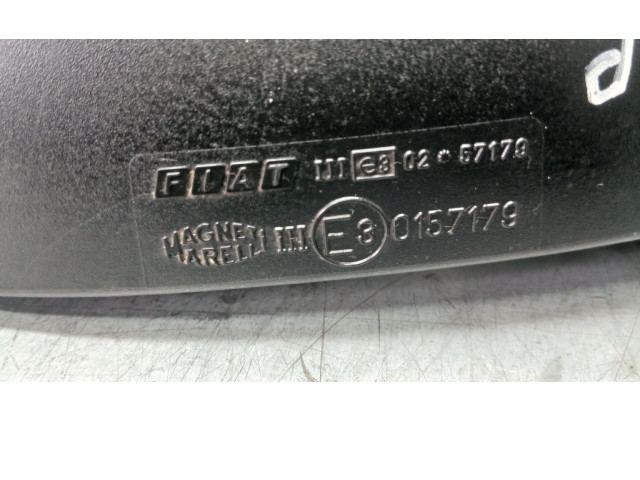 FIAT III e3 02*57179
MAGNETI III E3 0157179
MARELLI